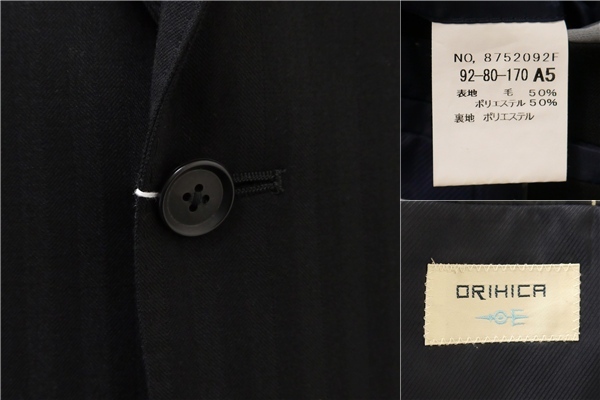 NO. 8752092F
92-80-170 A5
表地 毛 50%
ポリエステル 50%
裏地 ポリエステル
ORIHICA